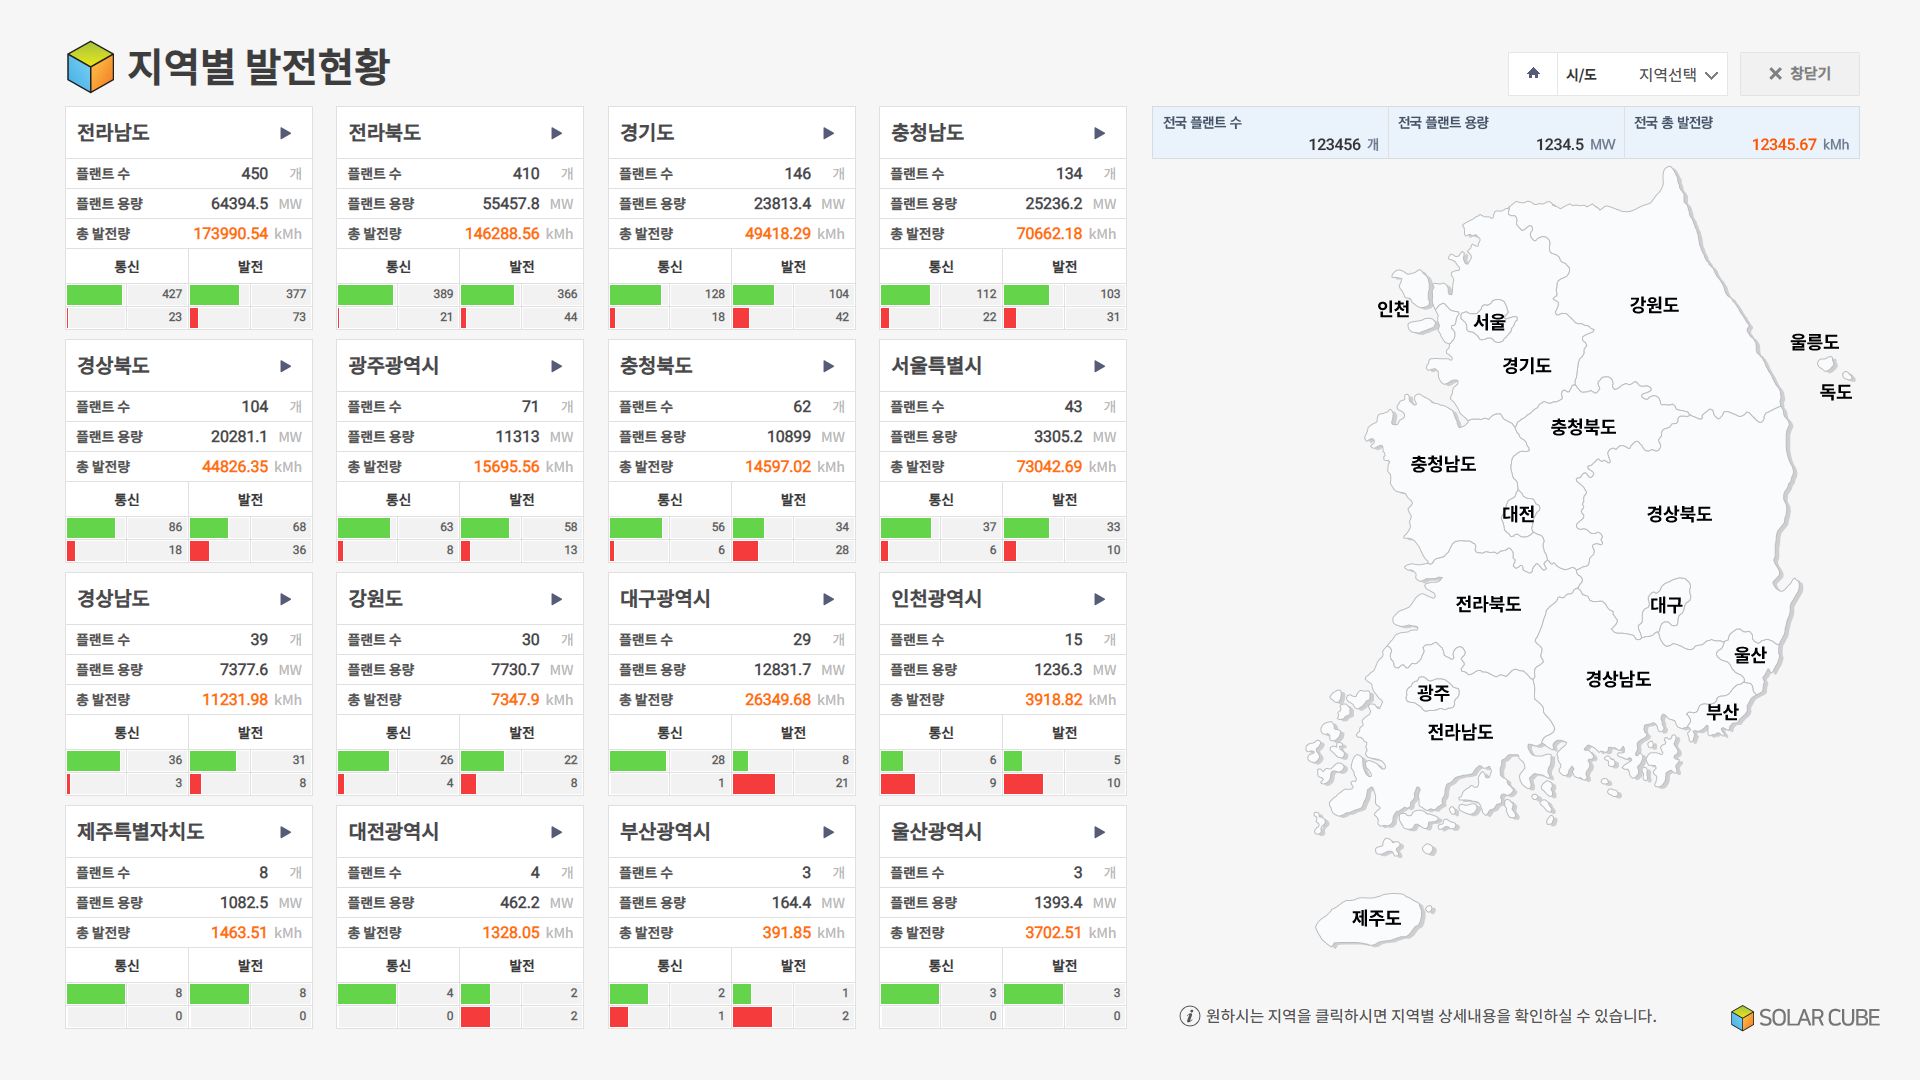 지역별 발전현황
시/도 지역선택
창닫기
전라남도
플랜트 수 450 개
플랜트 용량 64394.5 MW
총 발전량 173990.54 kMh
통신 발전
427 377
23 73
전라북도
플랜트 수 410 개
플랜트 용량 55457.8 MW
총 발전량 146288.56 kMh
통신 발전
389 366
21 44
경기도
플랜트 수 146 개
플랜트 용량 23813.4 MW
총 발전량 49418.29 kMh
통신 발전
128 104
18 42
충청남도
플랜트 수 134 개
플랜트 용량 25236.2 MW
총 발전량 70662.18 kMh
통신 발전
112 103
22 31
경상북도
플랜트 수 104 개
플랜트 용량 20281.1 MW
총 발전량 44826.35 kMh
통신 발전
86 68
18 36
광주광역시
플랜트 수 71 개
플랜트 용량 11313 MW
총 발전량 15695.56 kMh
통신 발전
63 58
8 13
충청북도
플랜트 수 62 개
플랜트 용량 10899 MW
총 발전량 14597.02 kMh
통신 발전
56 34
6 28
서울특별시
플랜트 수 43 개
플랜트 용량 3305.2 MW
총 발전량 73042.69 kMh
통신 발전
37 33
6 10
경상남도
플랜트 수 39 개
플랜트 용량 7377.6 MW
총 발전량 11231.98 kMh
통신 발전
36 31
3 8
강원도
플랜트 수 30 개
플랜트 용량 7730.7 MW
총 발전량 7347.9 kMh
통신 발전
26 22
4 8
대구광역시
플랜트 수 29 개
플랜트 용량 12831.7 MW
총 발전량 26349.68 kMh
통신 발전
28 8
1 21
인천광역시
플랜트 수 15 개
플랜트 용량 1236.3 MW
총 발전량 3918.82 kMh
통신 발전
6 5
9 10
제주특별자치도
플랜트 수 8 개
플랜트 용량 1082.5 MW
총 발전량 1463.51 kMh
통신 발전
8 8
0 0
대전광역시
플랜트 수 4 개
플랜트 용량 462.2 MW
총 발전량 1328.05 kMh
통신 발전
4 2
0 2
부산광역시
플랜트 수 3 개
플랜트 용량 164.4 MW
총 발전량 391.85 kMh
통신 발전
2 1
1 2
울산광역시
플랜트 수 3 개
플랜트 용량 1393.4 MW
총 발전량 3702.51 kMh
통신 발전
3 3
0 0
전국 플랜트 수
123456 개
전국 플랜트 용량
1234.5 MW
전국 총 발전량
12345.67 kMh
강원도
인천
서울
울릉도
경기도
독도
충청북도
충청남도
대전
경상북도
전라북도
대구
울산
경상남도
광주
부산
전라남도
제주도
원하시는 지역을 클릭하시면 지역별 상세내용을 확인하실 수 있습니다.
SOLAR CUBE